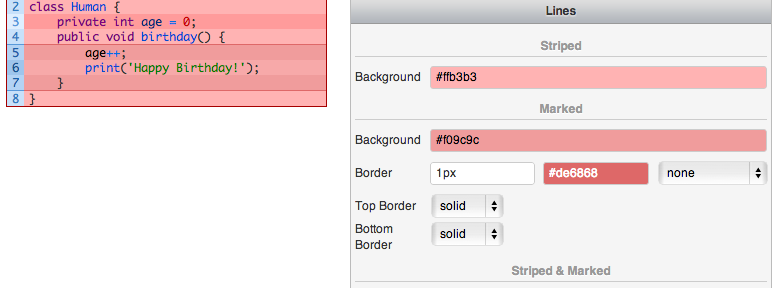 2 class Human {
3     private int age = 0;
4     public void birthday() {
5         age++;
6         print('Happy Birthday!');
7     }
8 }
Lines
Striped
Background #ffb3b3
Marked
Background #f09c9c
Border 1px #de6868 none
Top Border solid
Bottom Border solid
Striped & Marked